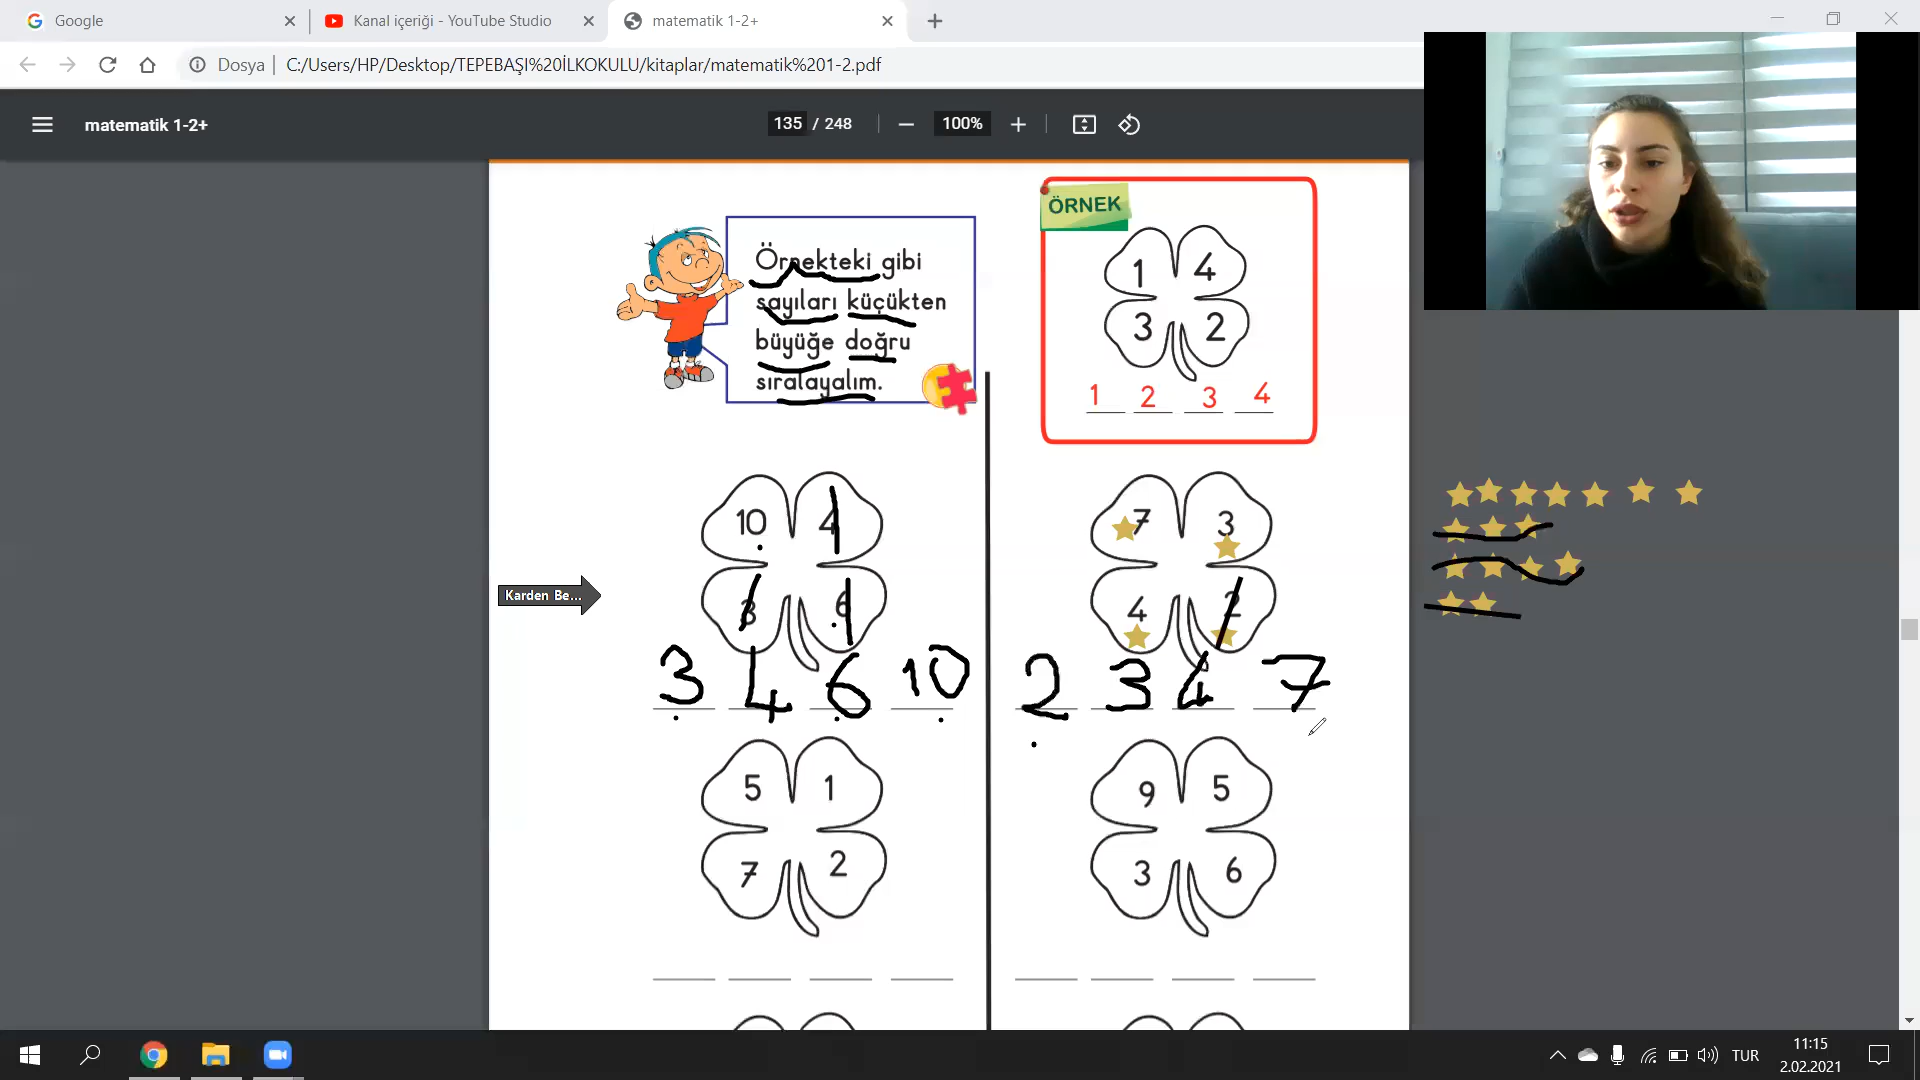 Google
Kanal içeriği - YouTube Studio
matematik 1-2+
Dosya
C:/Users/HP/Desktop/TEPEBAŞI%20İLKOKULU/kitaplar/matematik%201-2.pdf
matematik 1-2+
135 / 248
100%
Örnekteki gibi
sayıları küçükten
büyüğe doğru
sıralayalım.
ÖRNEK
1 4
3 2
1 2 3 4
10 4
3 6
3 4 6 10
7 3
4 2
2 3 4 7
Karden Be...
5 1
7 2
9 5
3 6
TUR
11:15
2.02.2021